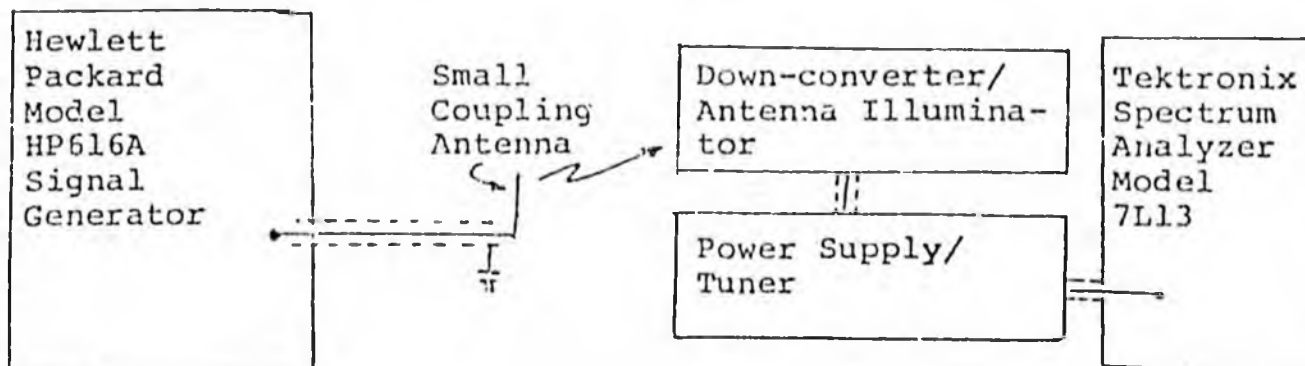 Hewlett
Packard
Model
HP616A
Signal
Generator
Small
Coupling
Antenna
Down-converter/
Antenna Illumina-
tor
Power Supply/
Tuner
Tektronix
Spectrum
Analyzer
Model
7L13